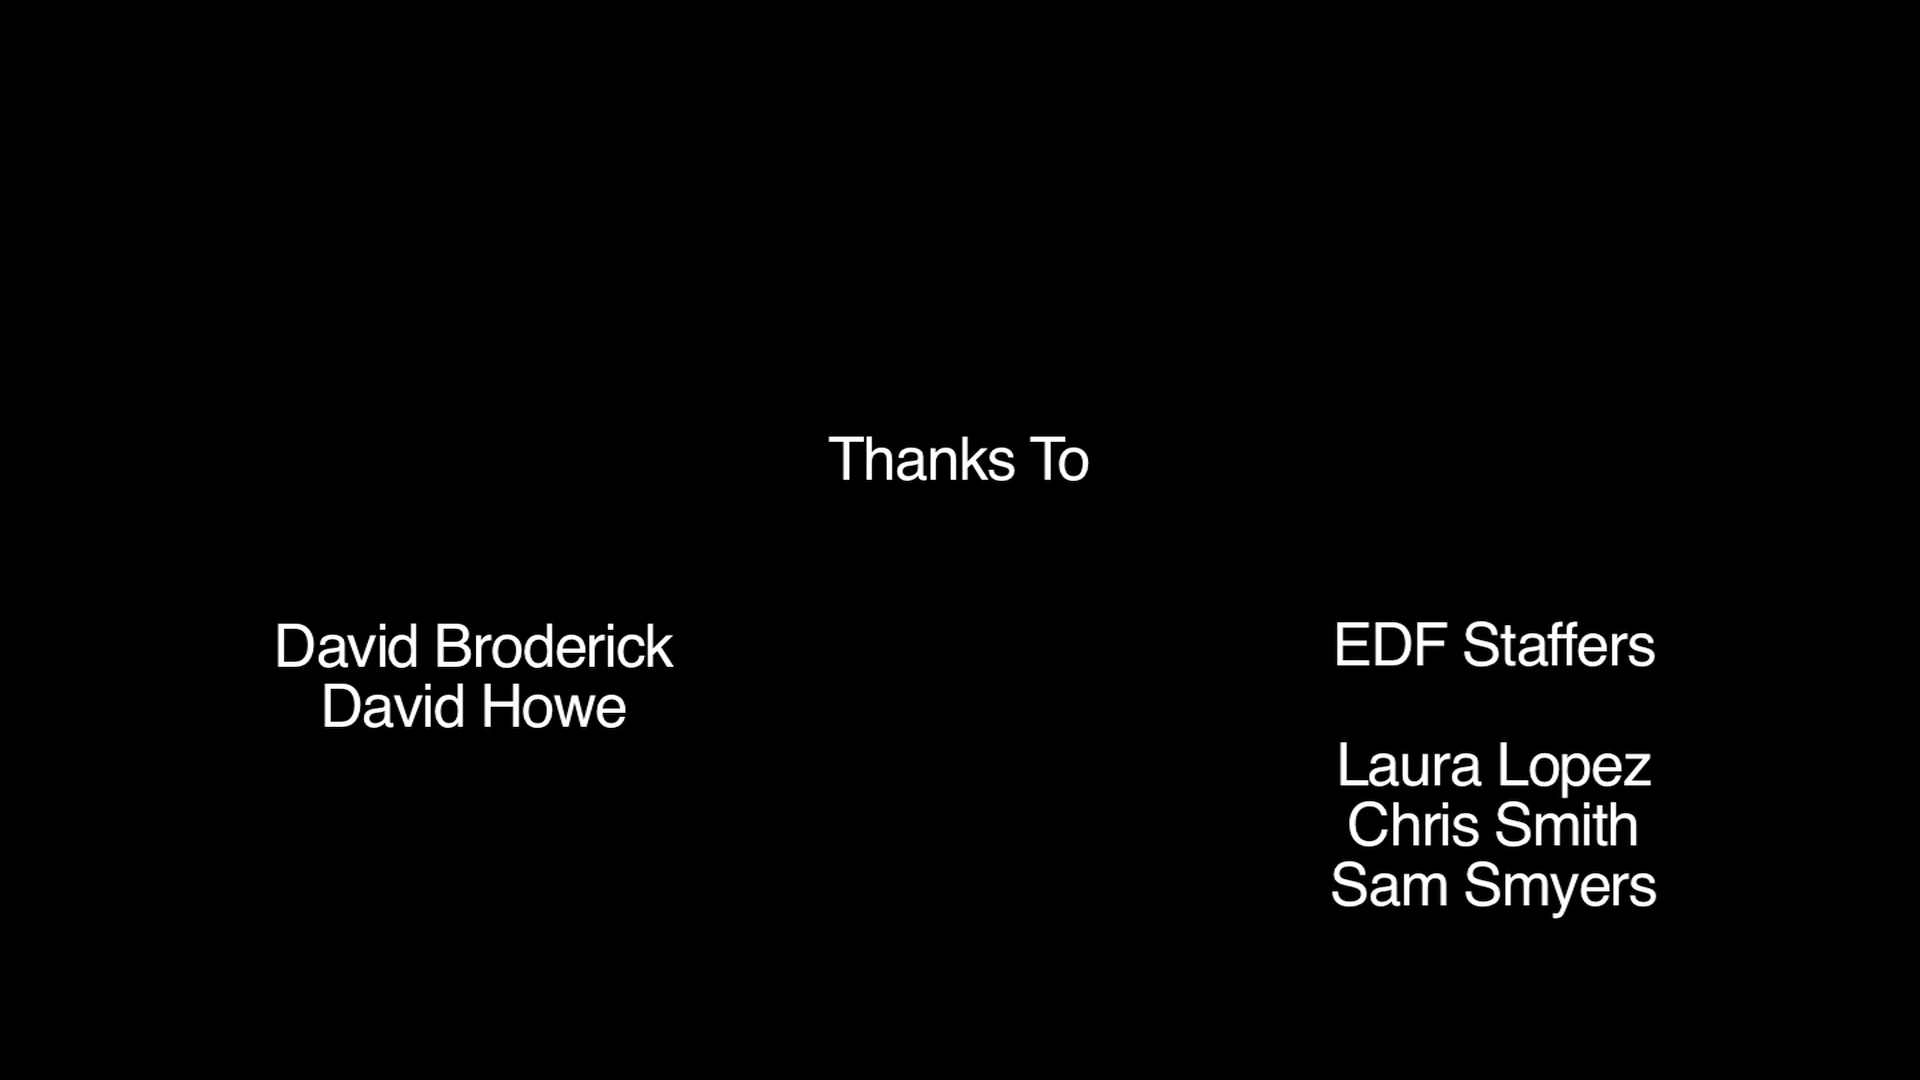 Thanks To
David Broderick
David Howe
EDF Staffers
Laura Lopez
Chris Smith
Sam Smyers